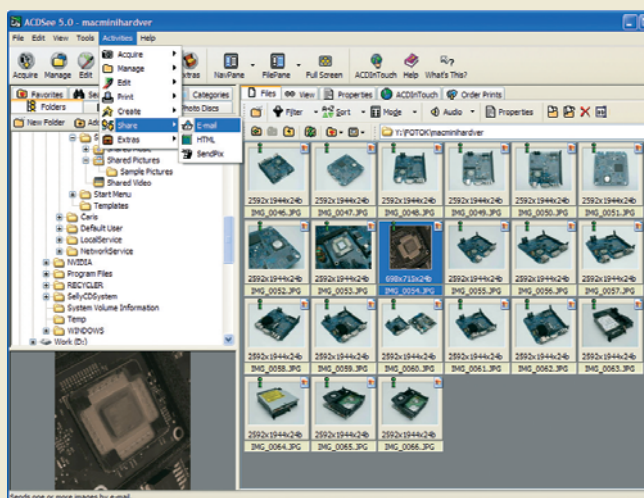 ACDSee 5.0 - macminihardver
File Edit View Tools Activities Help
Acquire Manage Edit Extras NavPane FilePane Full Screen ACDInTouch Help What's This?
Acquire
Manage
Edit
Print
Create
Share
Extras
E-mail
HTML
SendPix
Favorites Categories
Folders Photo Discs
New Folder
Files View Properties ACDInTouch Order Prints
Filter Sort Mode Audio Properties
Y:\FOTOK\macminihardver
Shared Pictures
Sample Pictures
Shared Video
Start Menu
Templates
Caris
Default User
LocalService
NetworkService
NVIDIA
Program Files
RECYCLER
SellyCDSystem
System Volume Information
Temp
WINDOWS
Work (D:)
2592x1944x24b 2592x1944x24b 2592x1944x24b 2592x1944x24b 2592x1944x24b 2592x1944x24b
IMG_0046.JPG IMG_0047.JPG IMG_0048.JPG IMG_0049.JPG IMG_0050.JPG IMG_0051.JPG
2592x1944x24b 2592x1944x24b 698x715x24b 2592x1944x24b 2592x1944x24b 2592x1944x24b
IMG_0052.JPG IMG_0053.JPG IMG_0054.JPG IMG_0055.JPG IMG_0056.JPG IMG_0057.JPG
2592x1944x24b 2592x1944x24b 2592x1944x24b 2592x1944x24b 2592x1944x24b 2592x1944x24b
IMG_0058.JPG IMG_0059.JPG IMG_0060.JPG IMG_0061.JPG IMG_0062.JPG IMG_0063.JPG
2592x1944x24b 2592x1944x24b 2592x1944x24b
IMG_0064.JPG IMG_0065.JPG IMG_0066.JPG
Sends one or more images by e-mail